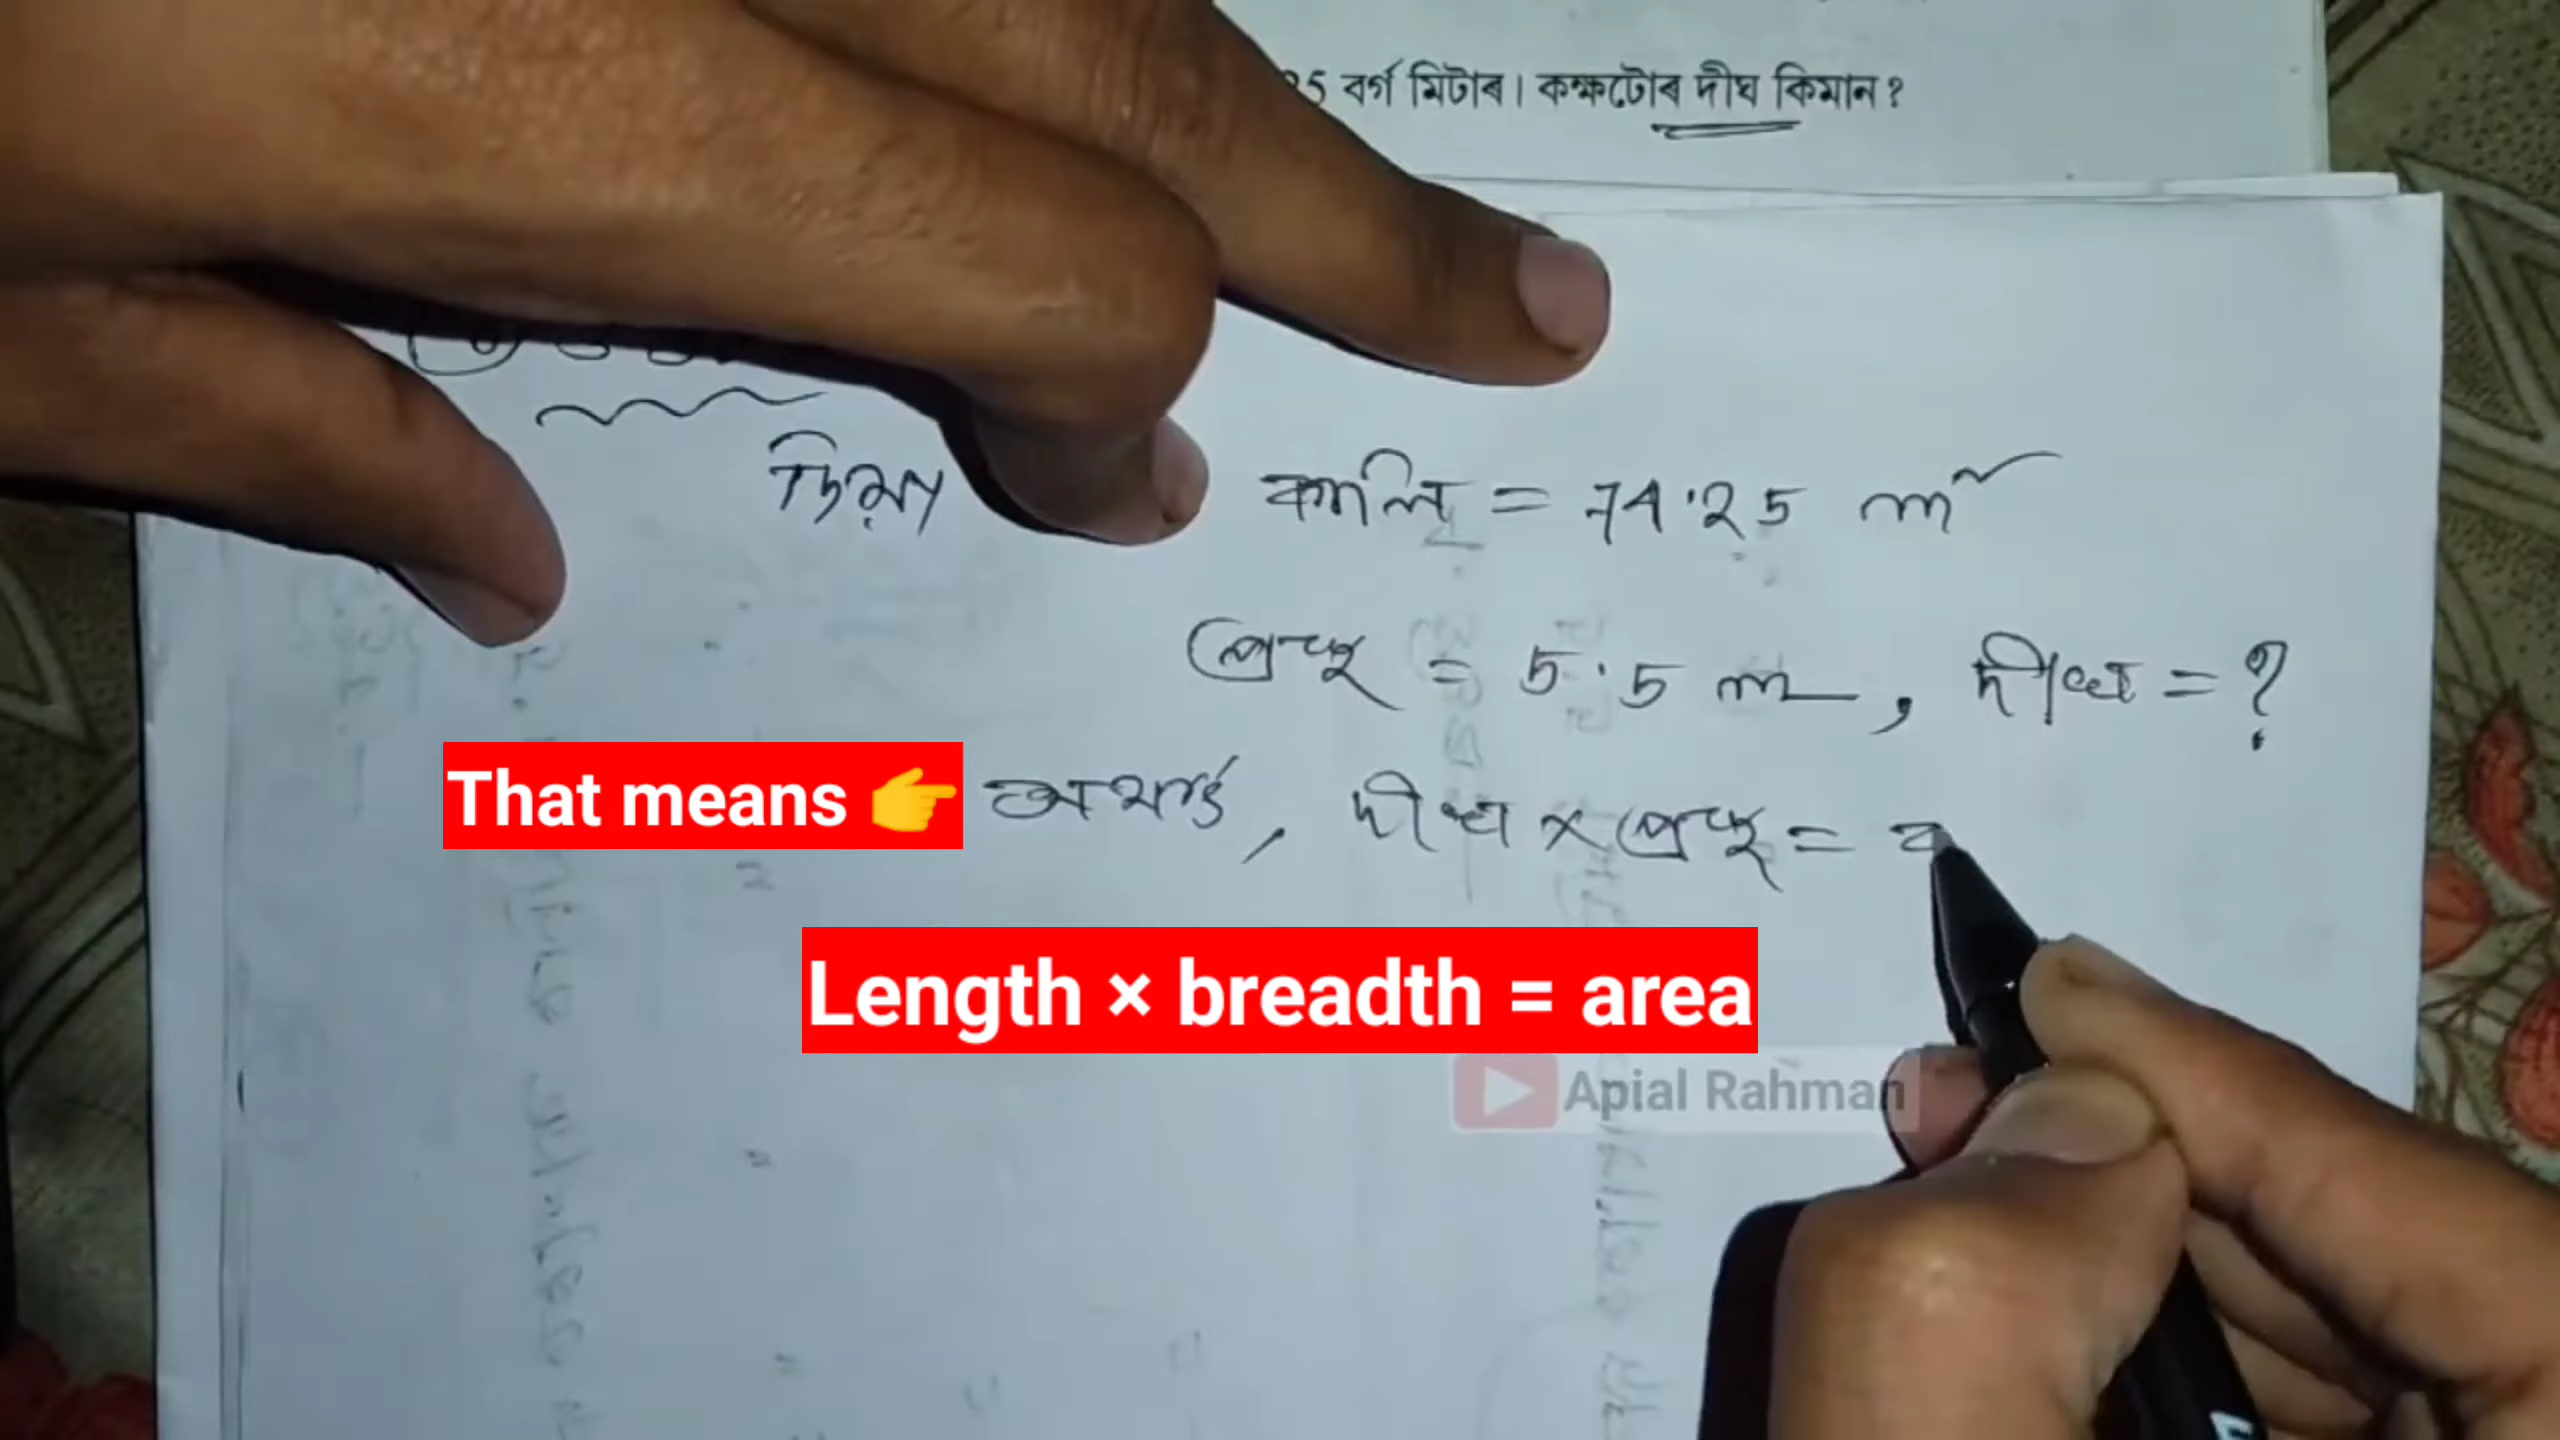 5 বৰ্গ মিটাৰ। কক্ষটোৰ দীঘ কিমান?
দিয়া কালি = 74.25 m²
প্ৰস্থ = 5.5 m, দীঘ = ?
That means 👉 অৰ্থাৎ, দীঘ × প্ৰস্থ = ক
Length × breadth = area
Apial Rahman